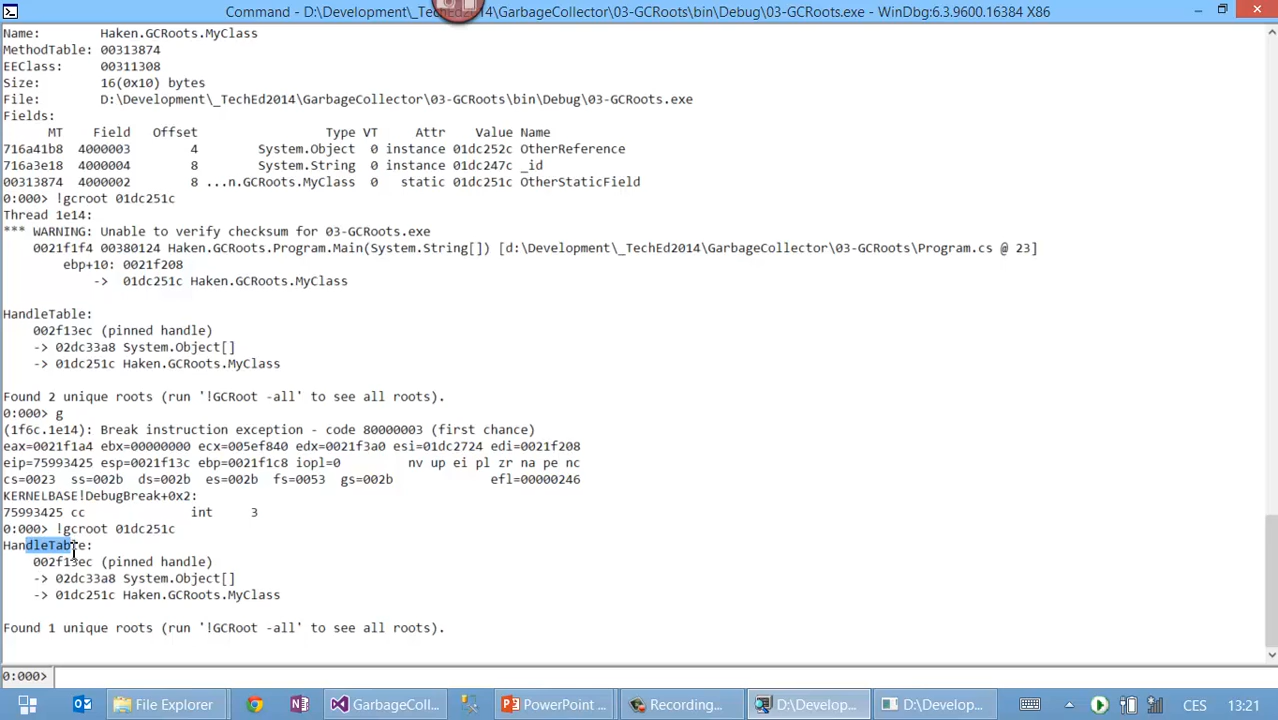 Command - D:\Development\_TechEd2014\GarbageCollector\03-GCRoots\bin\Debug\03-GCRoots.exe - WinDbg:6.3.9600.16384 X86
Name:        Haken.GCRoots.MyClass
MethodTable: 00313874
EEClass:     00311308
Size:        16(0x10) bytes
File:        D:\Development\_TechEd2014\GarbageCollector\03-GCRoots\bin\Debug\03-GCRoots.exe
Fields:
      MT    Field   Offset                 Type VT     Attr    Value Name
716a41b8  4000003        4        System.Object  0 instance 01dc252c OtherReference
716a3e18  4000004        8        System.String  0 instance 01dc247c _id
00313874  4000002        8 ...n.GCRoots.MyClass  0   static 01dc251c OtherStaticField
0:000> !gcroot 01dc251c
Thread 1e14:
*** WARNING: Unable to verify checksum for 03-GCRoots.exe
    0021f1f4 00380124 Haken.GCRoots.Program.Main(System.String[]) [d:\Development\_TechEd2014\GarbageCollector\03-GCRoots\Program.cs @ 23]
        ebp+10: 0021f208
            ->  01dc251c Haken.GCRoots.MyClass
HandleTable:
    002f13ec (pinned handle)
    -> 02dc33a8 System.Object[]
    -> 01dc251c Haken.GCRoots.MyClass
Found 2 unique roots (run '!GCRoot -all' to see all roots).
0:000> g
(1f6c.1e14): Break instruction exception - code 80000003 (first chance)
eax=0021f1a4 ebx=00000000 ecx=005ef840 edx=0021f3a0 esi=01dc2724 edi=0021f208
eip=75993425 esp=0021f13c ebp=0021f1c8 iopl=0         nv up ei pl zr na pe nc
cs=0023  ss=002b  ds=002b  es=002b  fs=0053  gs=002b             efl=00000246
KERNELBASE!DebugBreak+0x2:
75993425 cc              int     3
0:000> !gcroot 01dc251c
HandleTable:
    002f13ec (pinned handle)
    -> 02dc33a8 System.Object[]
    -> 01dc251c Haken.GCRoots.MyClass
Found 1 unique roots (run '!GCRoot -all' to see all roots).
0:000>
File Explorer GarbageColl... PowerPoint ... Recording... D:\Develop... D:\Develop... CES 13:21